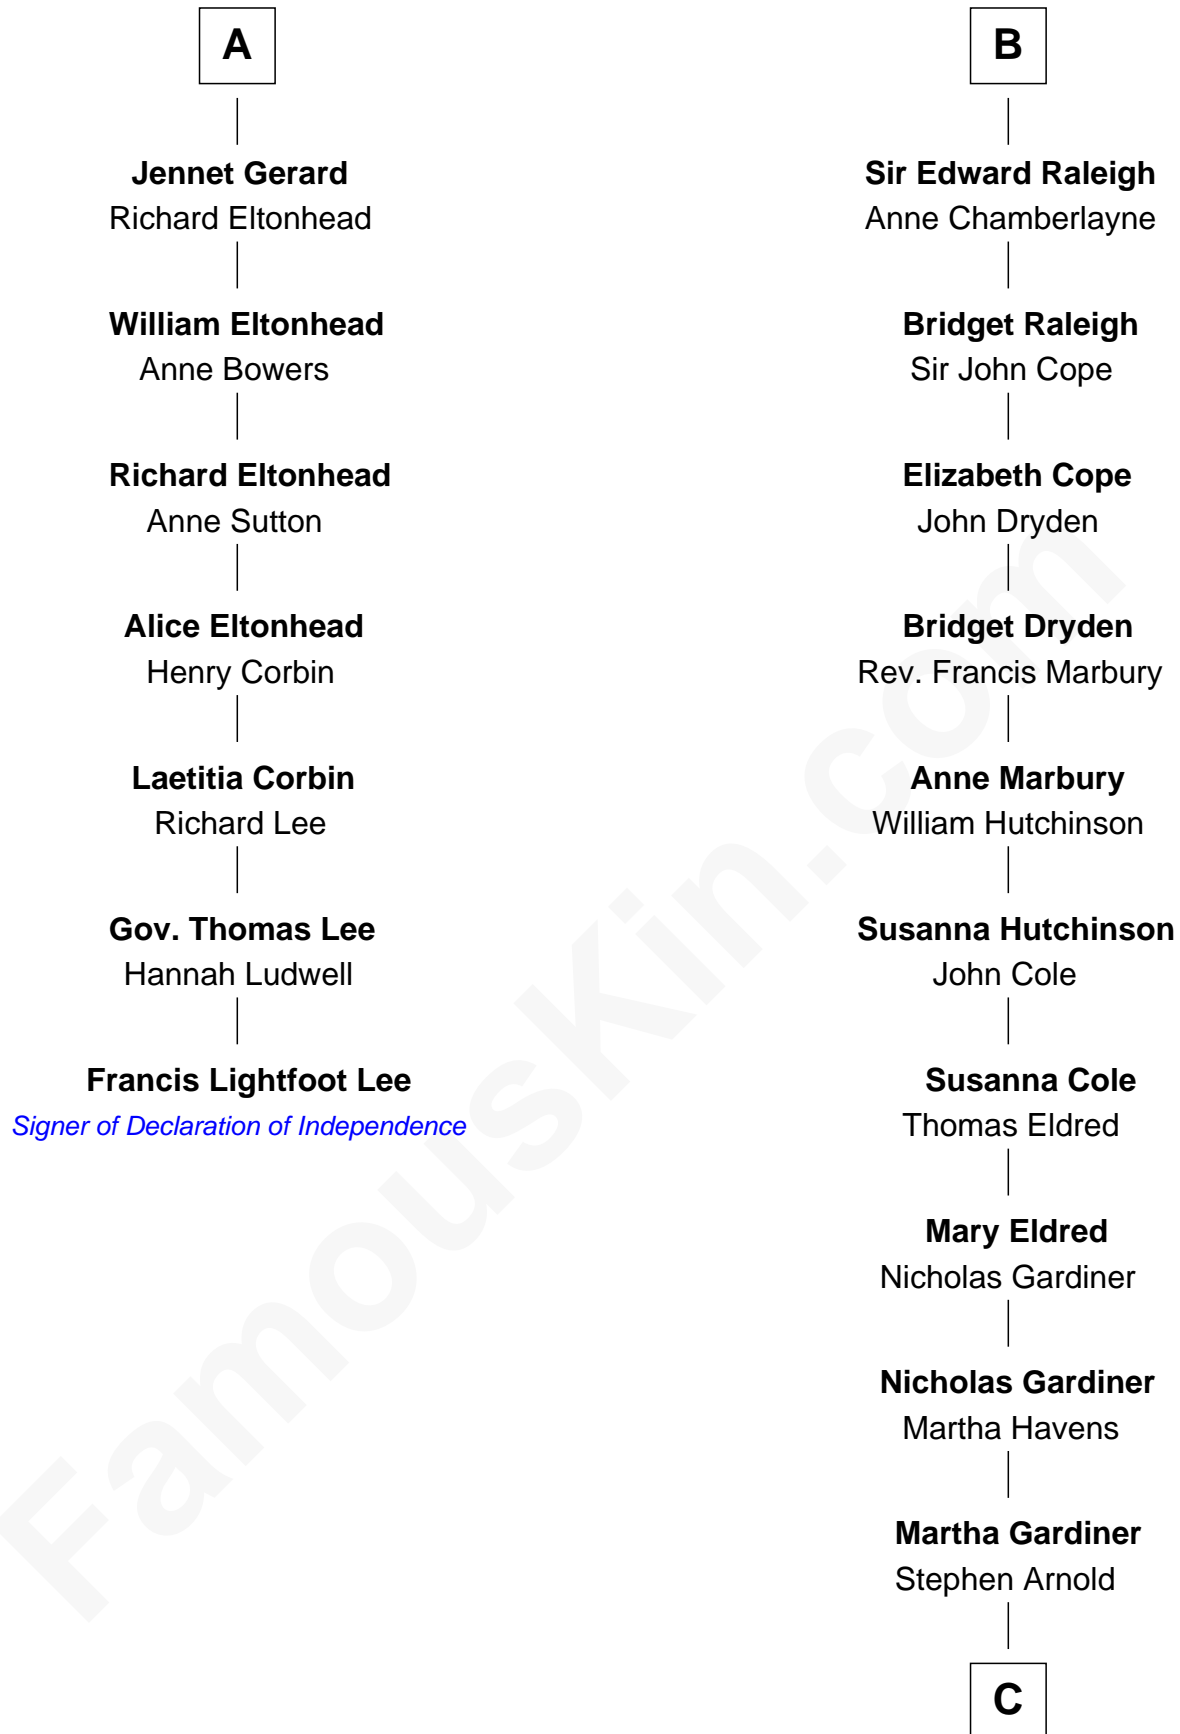 A
Jennet Gerard
Richard Eltonhead
William Eltonhead
Anne Bowers
Richard Eltonhead
Anne Sutton
Alice Eltonhead
Henry Corbin
Laetitia Corbin
Richard Lee
Gov. Thomas Lee
Hannah Ludwell
Francis Lightfoot Lee
Signer of Declaration of Independence
B
Sir Edward Raleigh
Anne Chamberlayne
Bridget Raleigh
Sir John Cope
Elizabeth Cope
John Dryden
Bridget Dryden
Rev. Francis Marbury
Anne Marbury
William Hutchinson
Susanna Hutchinson
John Cole
Susanna Cole
Thomas Eldred
Mary Eldred
Nicholas Gardiner
Nicholas Gardiner
Martha Havens
Martha Gardiner
Stephen Arnold
C
FamousKin.com